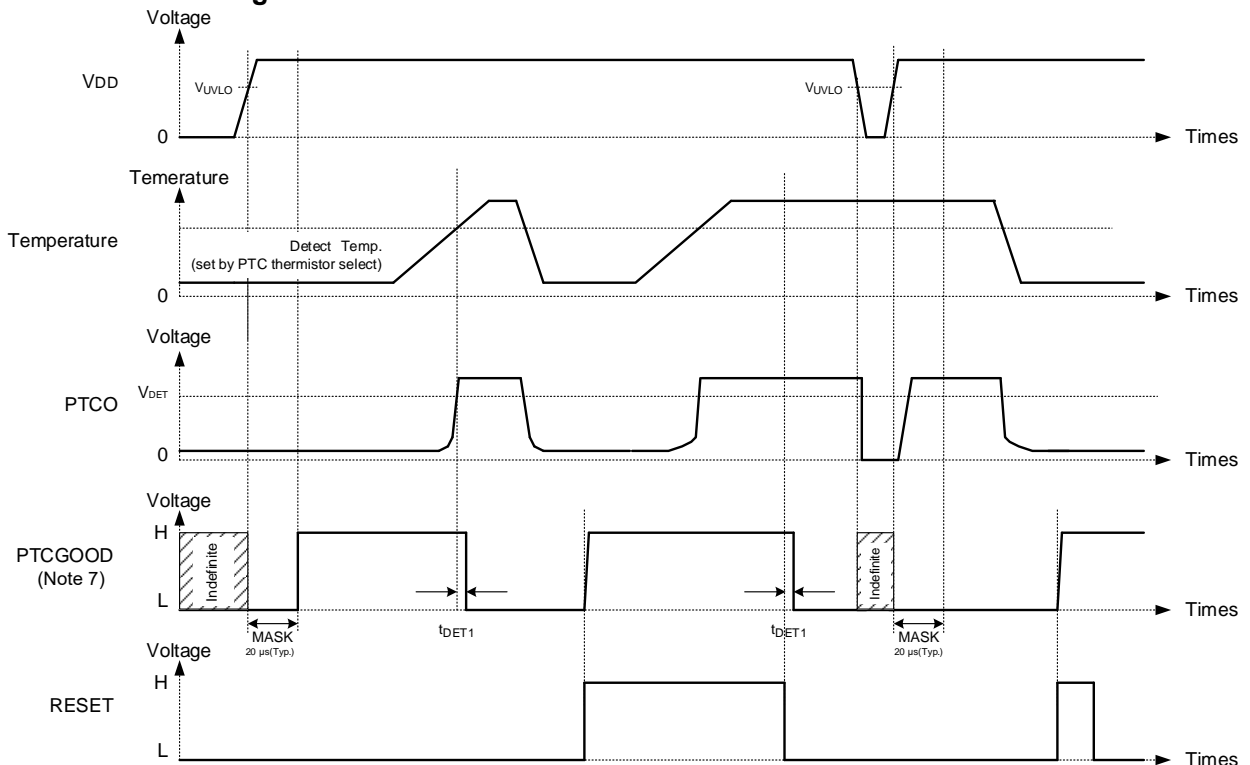 Voltage
VDD
VUVLO
VUVLO
0
Times
Temerature
Temperature
Detect Temp.
(set by PTC thermistor select)
0
Times
Voltage
VDET
PTCO
0
Times
Voltage
H
PTCGOOD
(Note 7)
Indefinite
Indefinite
L
Times
MASK
20 µs(Typ.)
tDET1
tDET1
MASK
20 µs(Typ.)
Voltage
H
RESET
L
Times